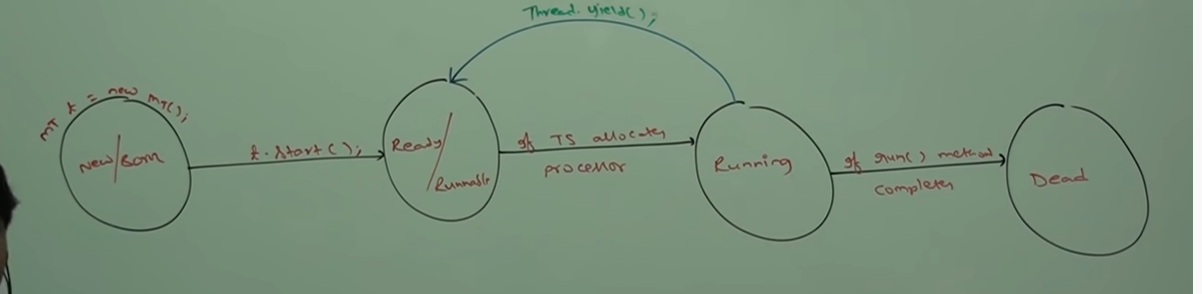 Thread.yield();
MT t = new MT();
New/Born
t.start();
Ready/
Runnable
if TS allocates
processor
Running
if run() method
completes
Dead